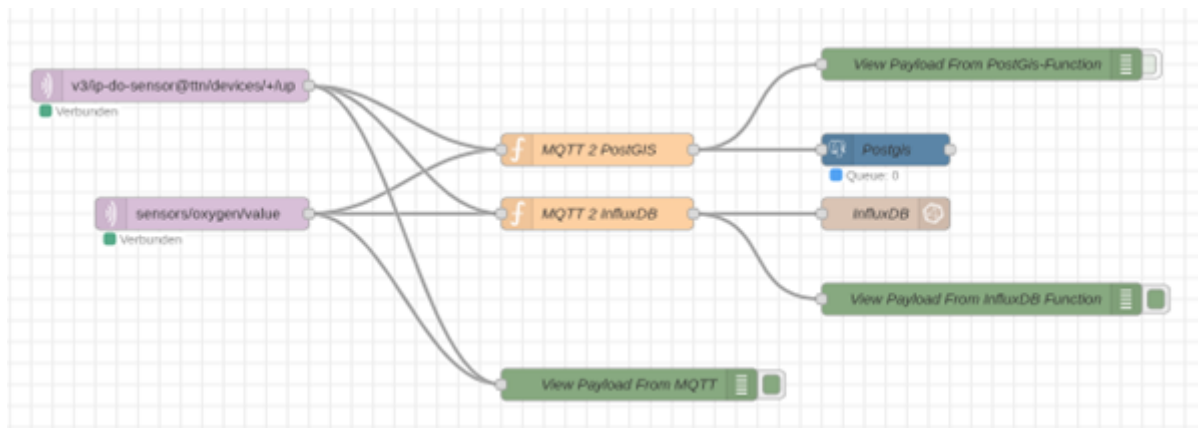 v3/ip-do-sensor@ttn/devices/+/up
Verbunden
sensors/oxygen/value
Verbunden
MQTT 2 PostGIS
MQTT 2 InfluxDB
View Payload From MQTT
View Payload From PostGis-Function
Postgis
Queue: 0
InfluxDB
View Payload From InfluxDB Function